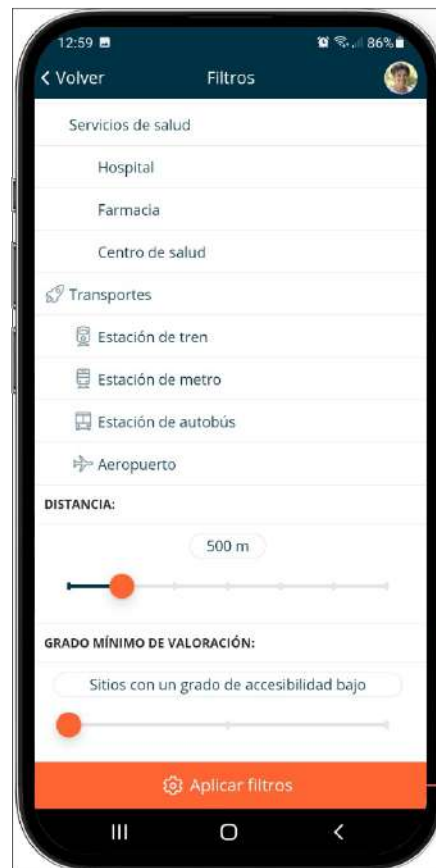 12:59 86%
Volver Filtros
Servicios de salud
Hospital
Farmacia
Centro de salud
Transportes
Estación de tren
Estación de metro
Estación de autobús
Aeropuerto
DISTANCIA:
500 m
GRADO MÍNIMO DE VALORACIÓN:
Sitios con un grado de accesibilidad bajo
Aplicar filtros